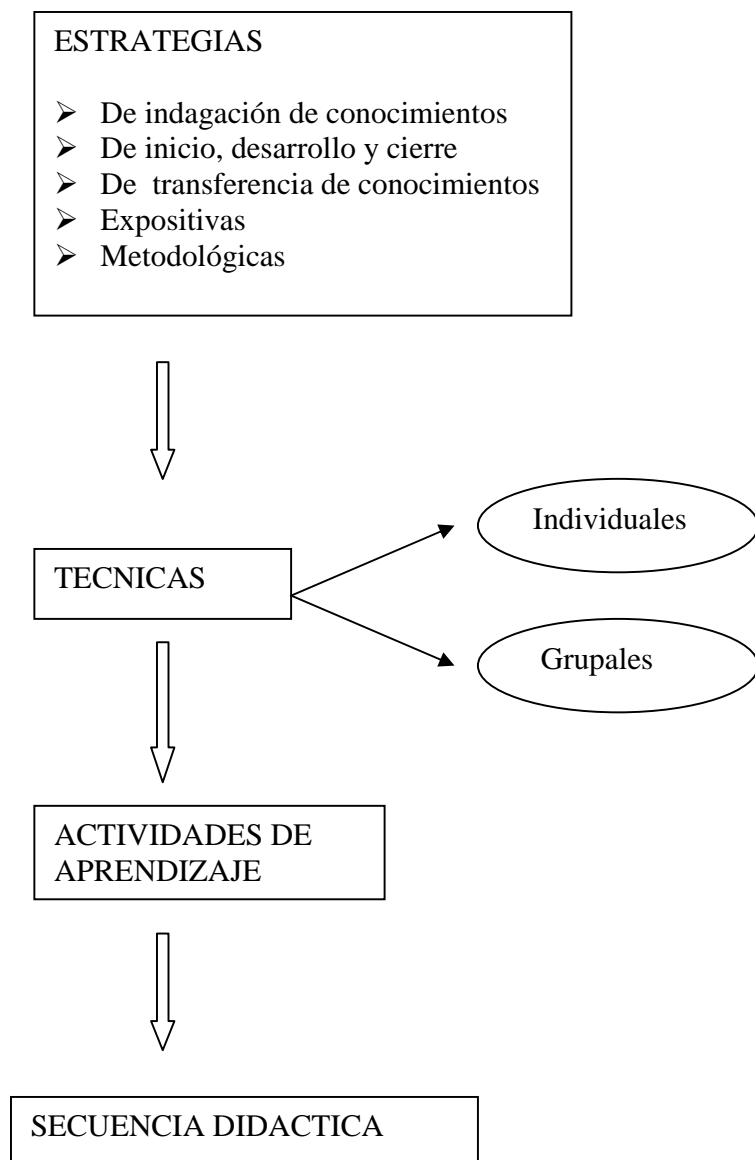 ESTRATEGIAS
➢ De indagación de conocimientos
➢ De inicio, desarrollo y cierre
➢ De transferencia de conocimientos
➢ Expositivas
➢ Metodológicas
Individuales
TECNICAS
Grupales
ACTIVIDADES DE
APRENDIZAJE
SECUENCIA DIDACTICA